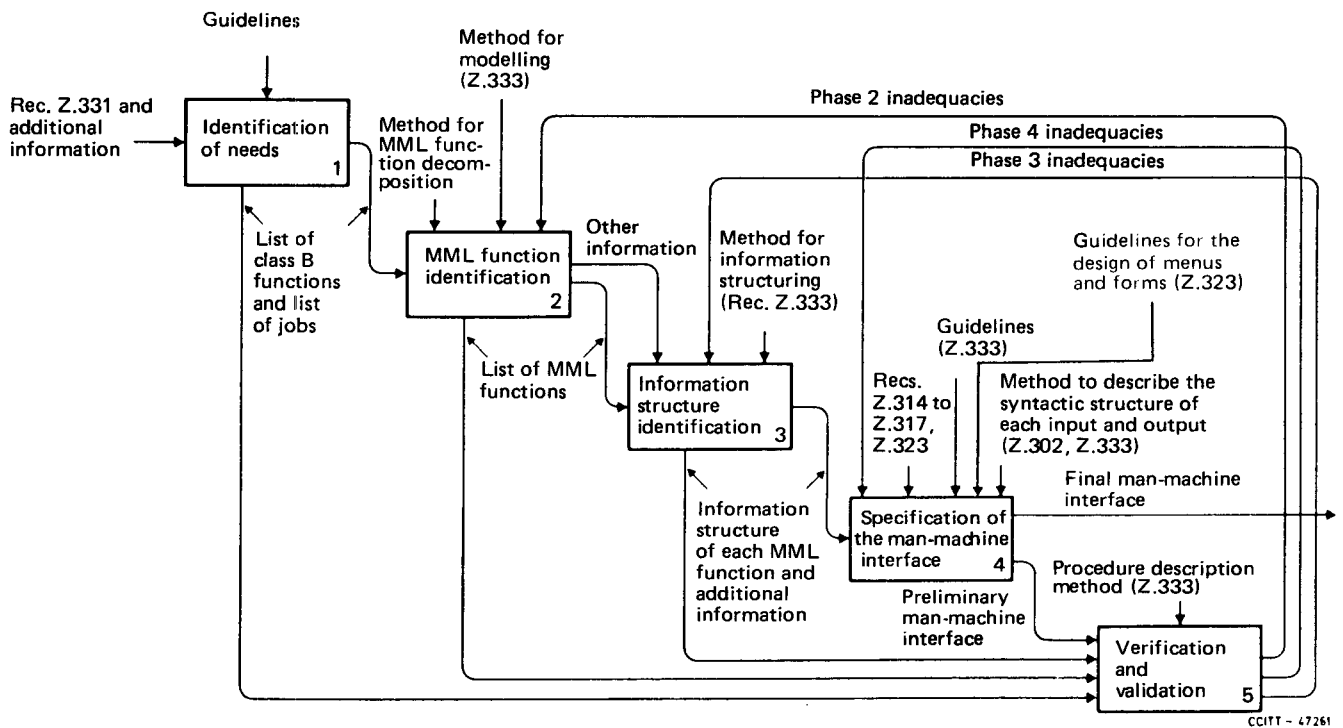 Guidelines
Rec. Z.331 and
additional
information
Identification
of needs
1
Method for
modelling
(Z.333)
Method for
MML func-
tion decom-
position
Phase 2 inadequacies
Phase 4 inadequacies
Phase 3 inadequacies
List of
class B
functions
and list
of jobs
MML function
identification
2
Other
information
Method for
information
structuring
(Rec. Z.333)
Guidelines for the
design of menus
and forms (Z.323)
List of MML
functions
Information
structure
identification
3
Recs.
Z.314 to
Z.317,
Z.323
Guidelines
(Z.333)
Method to describe the
syntactic structure of
each input and output
(Z.302, Z.333)
Information
structure
of each MML
function and
additional
information
Specification of
the man-machine
interface
4
Final man-machine
interface
Preliminary
man-machine
interface
Procedure description
method (Z.333)
Verification
and
validation
5
CCITT - 47261